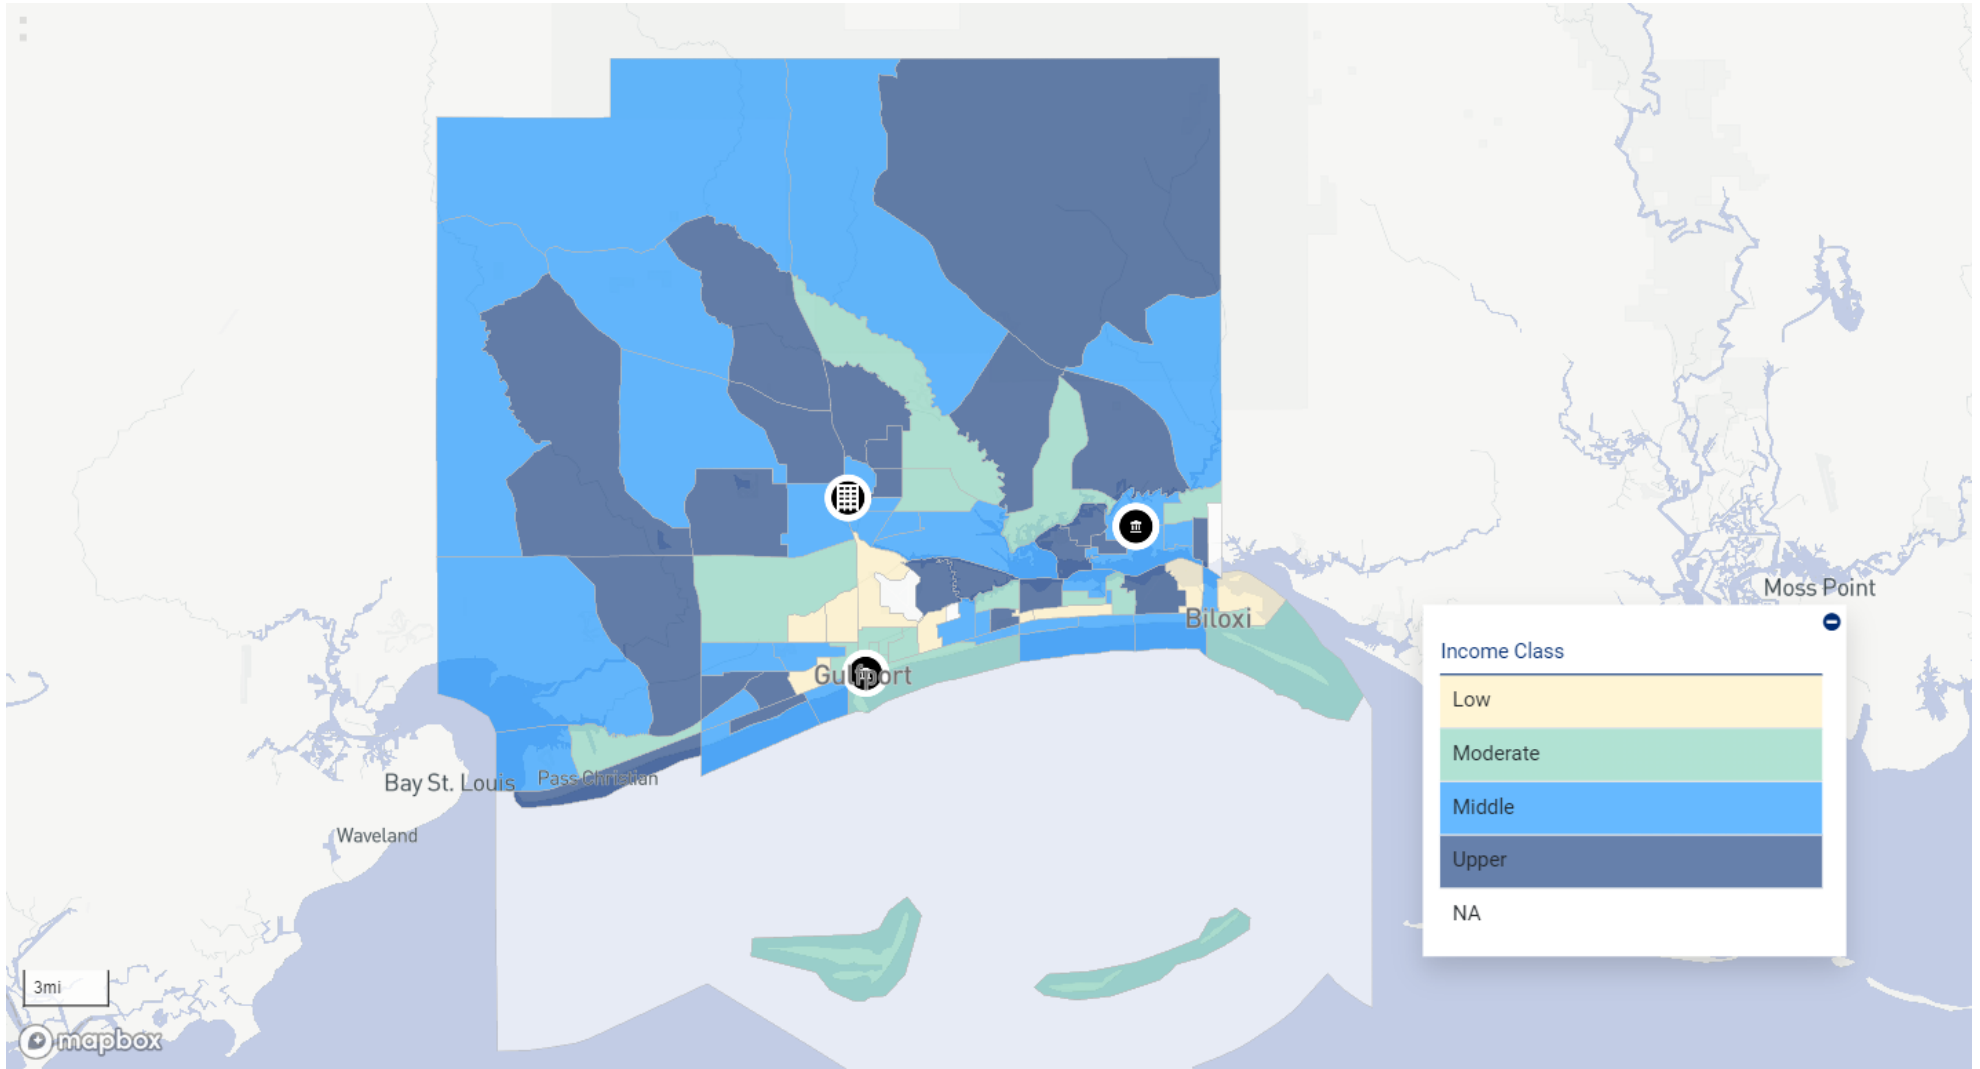 Moss Point
Biloxi
Gulfport
Bay St. Louis
Pass Christian
Waveland
Income Class
Low
Moderate
Middle
Upper
NA
3mi
mapbox